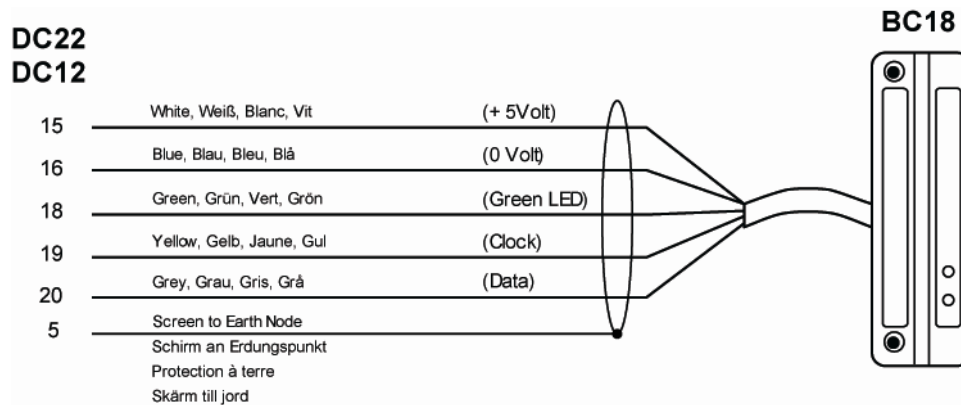 DC22
DC12
BC18
15 White, Weiß, Blanc, Vit (+ 5Volt)
16 Blue, Blau, Bleu, Blå (0 Volt)
18 Green, Grün, Vert, Grön (Green LED)
19 Yellow, Gelb, Jaune, Gul (Clock)
20 Grey, Grau, Gris, Grå (Data)
5 Screen to Earth Node
Schirm an Erdungspunkt
Protection à terre
Skärm till jord